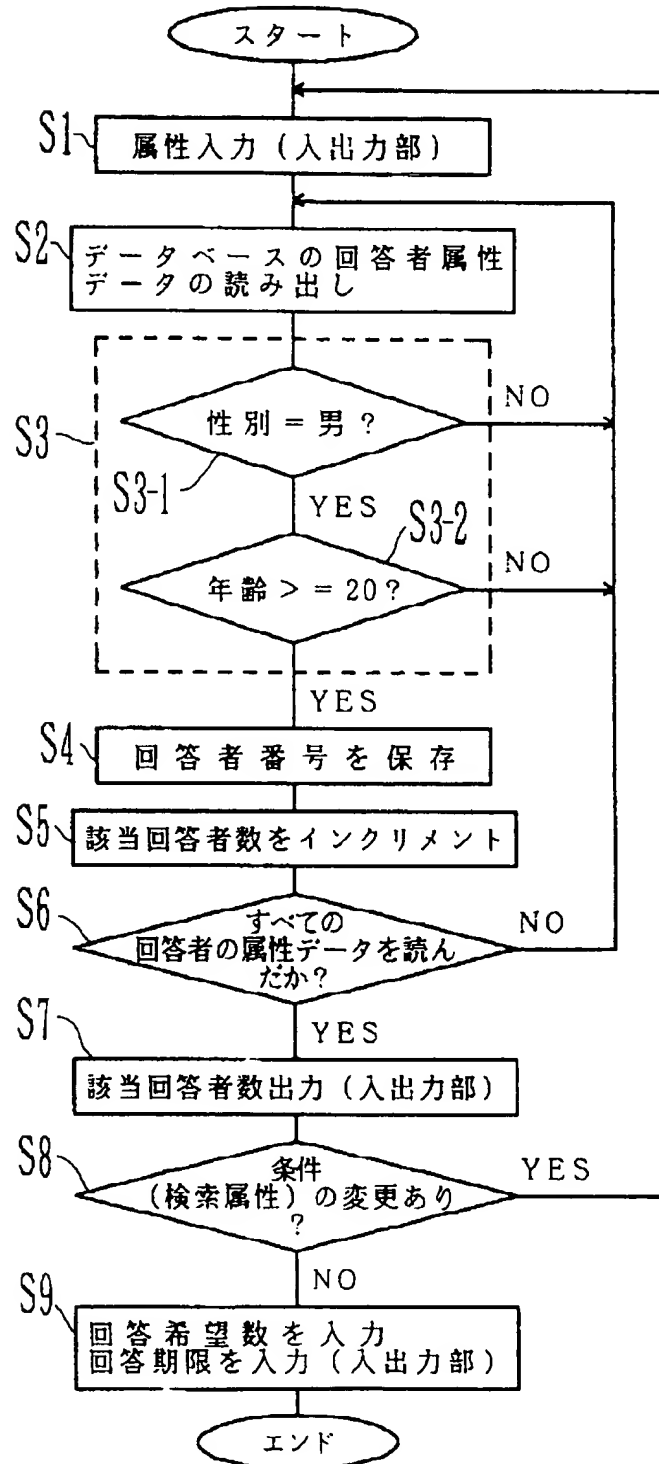 スタート
S1
属性入力（入出力部）
S2
データベースの回答者属性
データの読み出し
S3
性別＝男？
NO
S3-1
YES
S3-2
年齢＞＝20？
NO
YES
S4
回答者番号を保存
S5
該当回答者数をインクリメント
S6
すべての
回答者の属性データを読ん
だか？
NO
YES
S7
該当回答者数出力（入出力部）
S8
条件
（検索属性）の変更あり
？
YES
NO
S9
回答希望数を入力
回答期限を入力（入出力部）
エンド